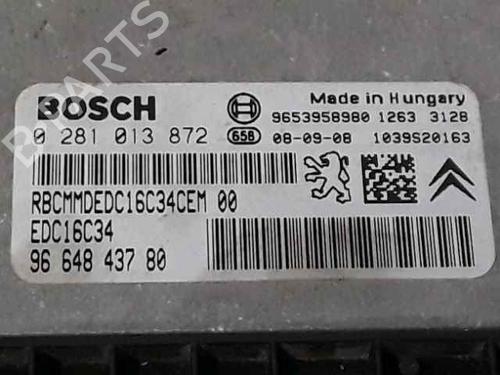 BOSCH
Made in Hungary
9653958980 1263 3128
0 281 013 872 658 08-09-08 1039S20163
RBCMMDEDC16C34CEM 00
EDC16C34
96 648 437 80
B PARTS